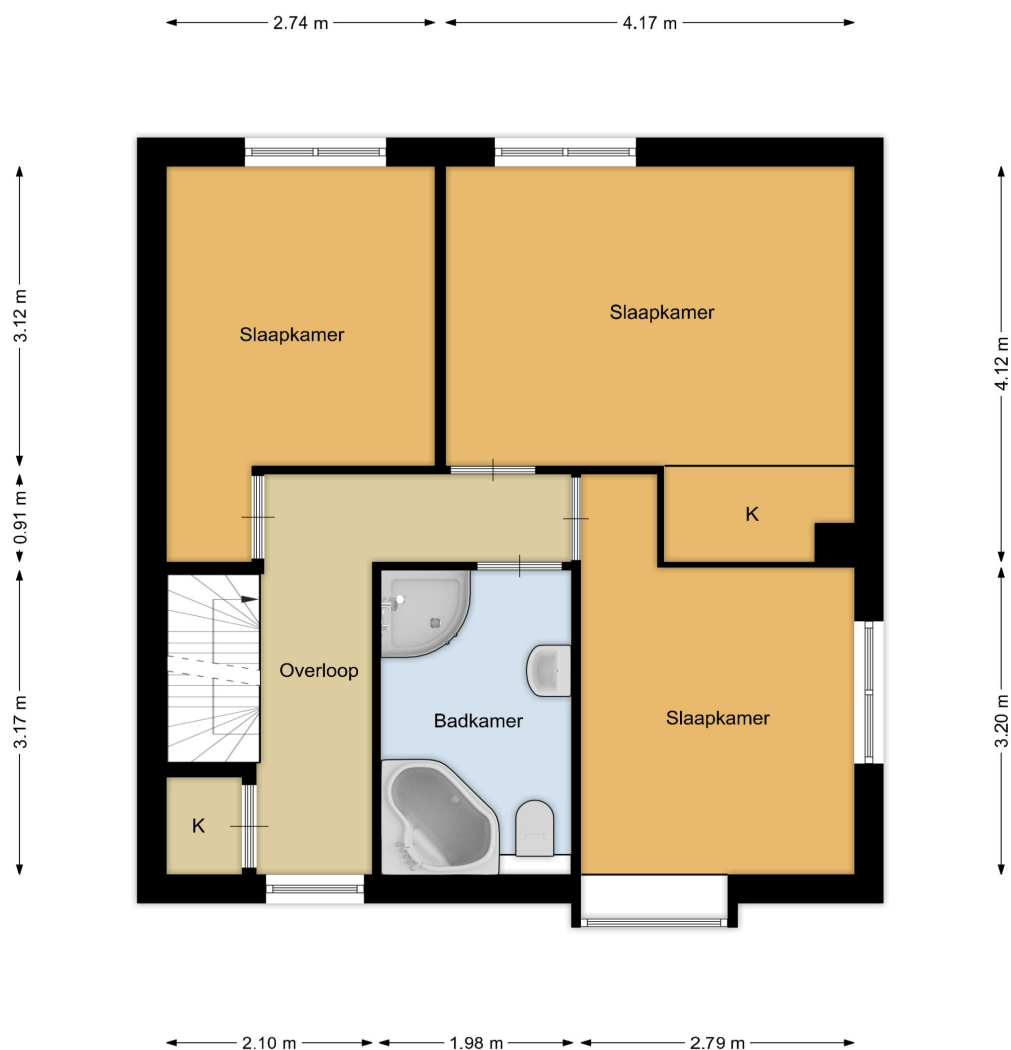 2.74 m
4.17 m
3.12 m
0.91 m
3.17 m
4.12 m
3.20 m
Slaapkamer
Slaapkamer
K
Overloop
Badkamer
Slaapkamer
K
2.10 m
1.98 m
2.79 m